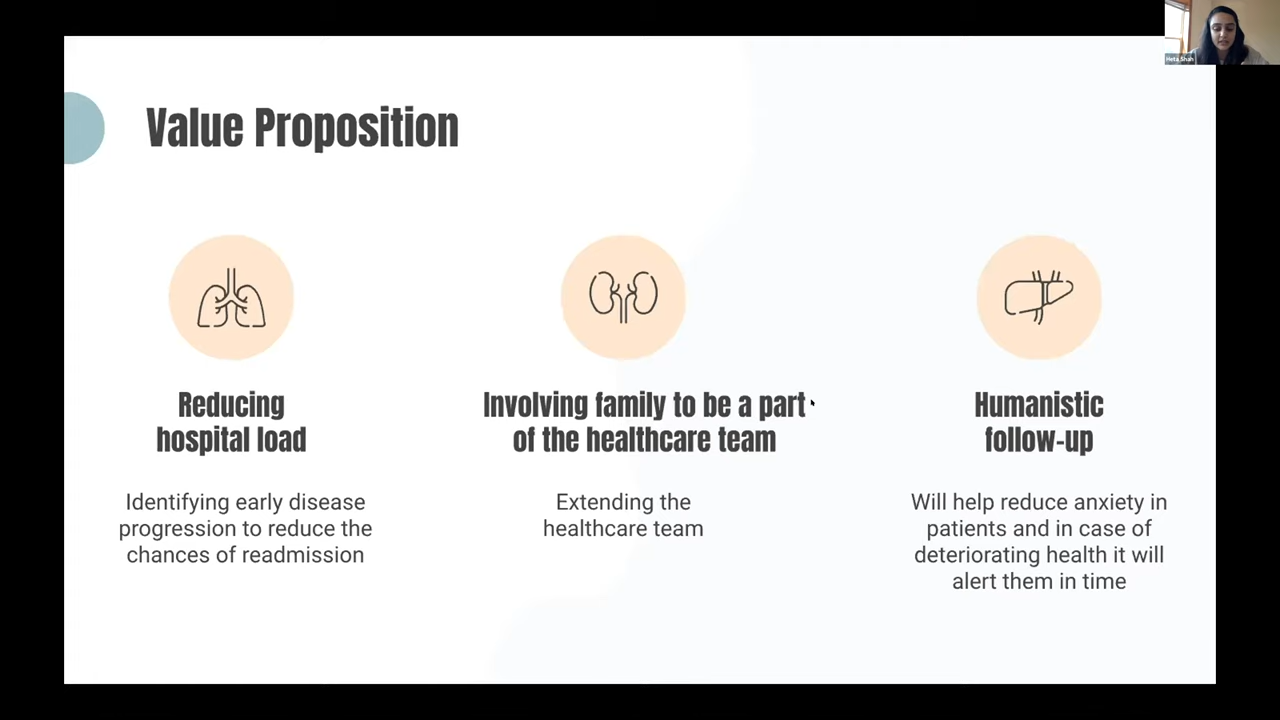 Heta Shah
Value Proposition
Reducing
hospital load
Identifying early disease
progression to reduce the
chances of readmission
Involving family to be a part
of the healthcare team
Extending the
healthcare team
Humanistic
follow-up
Will help reduce anxiety in
patients and in case of
deteriorating health it will
alert them in time